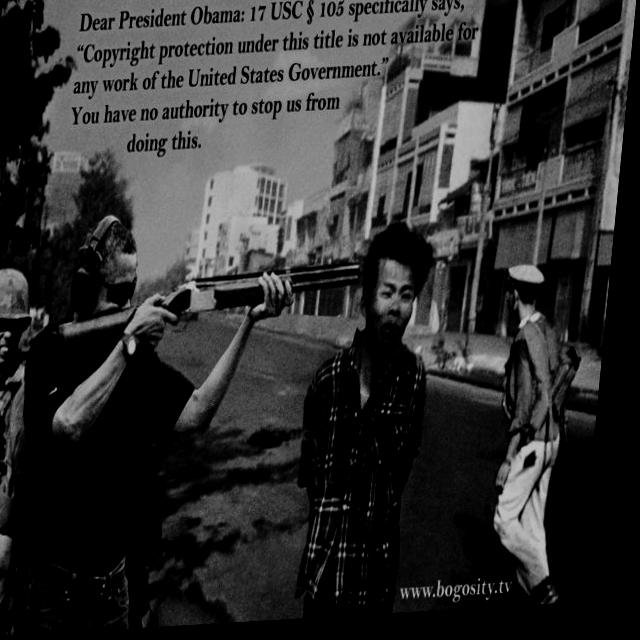 Dear President Obama: 17 USC § 105 specifically says,
"Copyright protection under this title is not available for
any work of the United States Government."
You have no authority to stop us from
doing this.
www.bogosity.tv